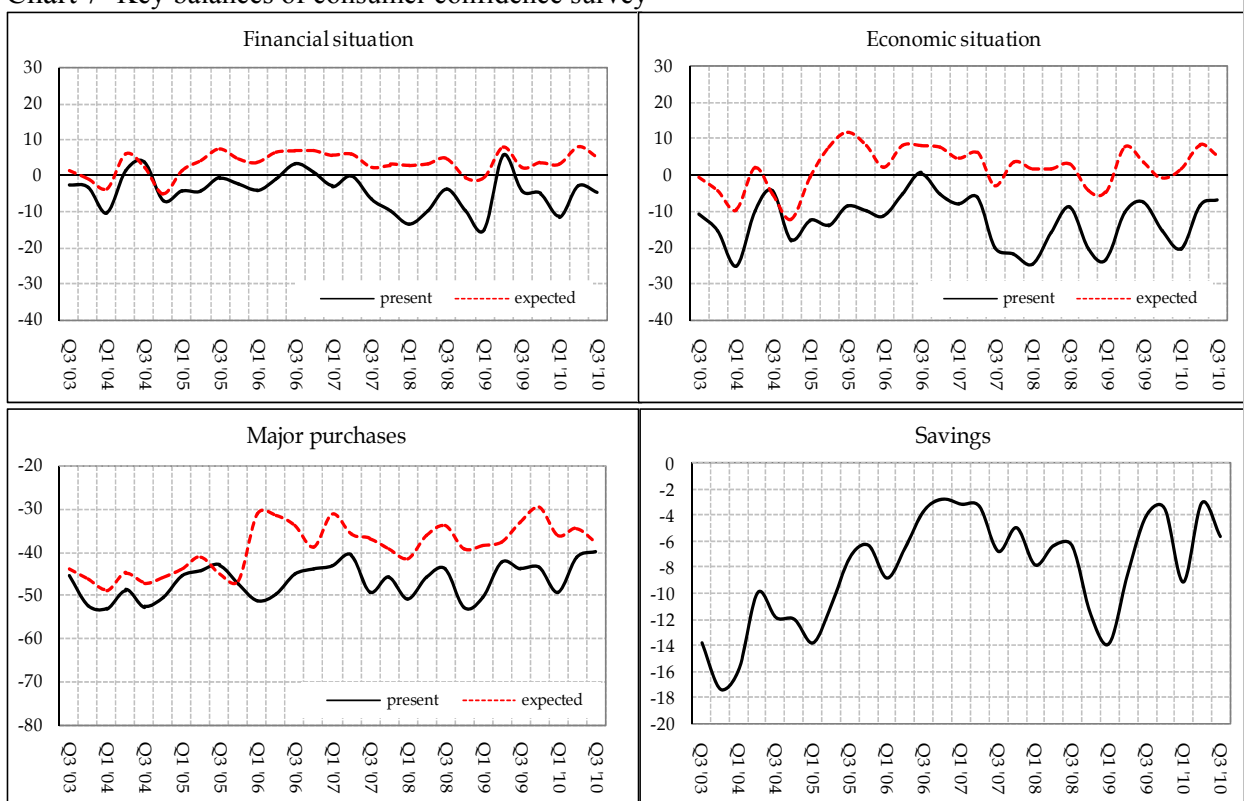 Chart 7 Key balances of consumer confidence survey
Financial situation
30
20
10
0
-10
-20
-30
-40
present expected
Q3 '03 Q1 '04 Q3 '04 Q1 '05 Q3 '05 Q1 '06 Q3 '06 Q1 '07 Q3 '07 Q1 '08 Q3 '08 Q1 '09 Q3 '09 Q1 '10 Q3 '10
Economic situation
30
20
10
0
-10
-20
-30
-40
present expected
Q3 '03 Q1 '04 Q3 '04 Q1 '05 Q3 '05 Q1 '06 Q3 '06 Q1 '07 Q3 '07 Q1 '08 Q3 '08 Q1 '09 Q3 '09 Q1 '10 Q3 '10
Major purchases
-20
-30
-40
-50
-60
-70
-80
present expected
Q3 '03 Q1 '04 Q3 '04 Q1 '05 Q3 '05 Q1 '06 Q3 '06 Q1 '07 Q3 '07 Q1 '08 Q3 '08 Q1 '09 Q3 '09 Q1 '10 Q3 '10
Savings
0
-2
-4
-6
-8
-10
-12
-14
-16
-18
-20
Q3 '03 Q1 '04 Q3 '04 Q1 '05 Q3 '05 Q1 '06 Q3 '06 Q1 '07 Q3 '07 Q1 '08 Q3 '08 Q1 '09 Q3 '09 Q1 '10 Q3 '10